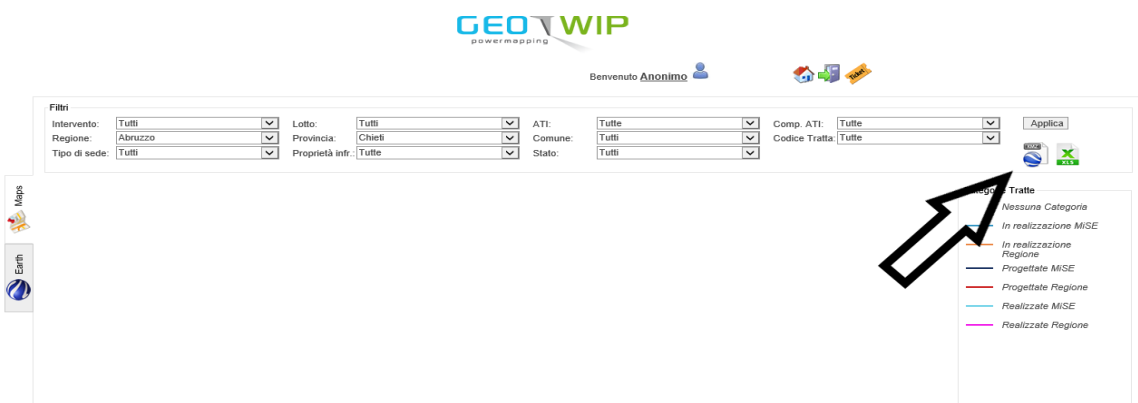 GEO WIP
powermapping
Benvenuto Anonimo
Ticket
Filtri
Intervento: Tutti Lotto: Tutti ATI: Tutte Comp. ATI: Tutte Applica
Regione: Abruzzo Provincia: Chieti Comune: Tutti Codice Tratta: Tutte
Tipo di sede: Tutti Proprietà infr.: Tutte Stato: Tutti
KMZ XLS
Maps
Earth
Tratte
Nessuna Categoria
In realizzazione MiSE
In realizzazione
Regione
Progettate MiSE
Progettate Regione
Realizzate MiSE
Realizzate Regione